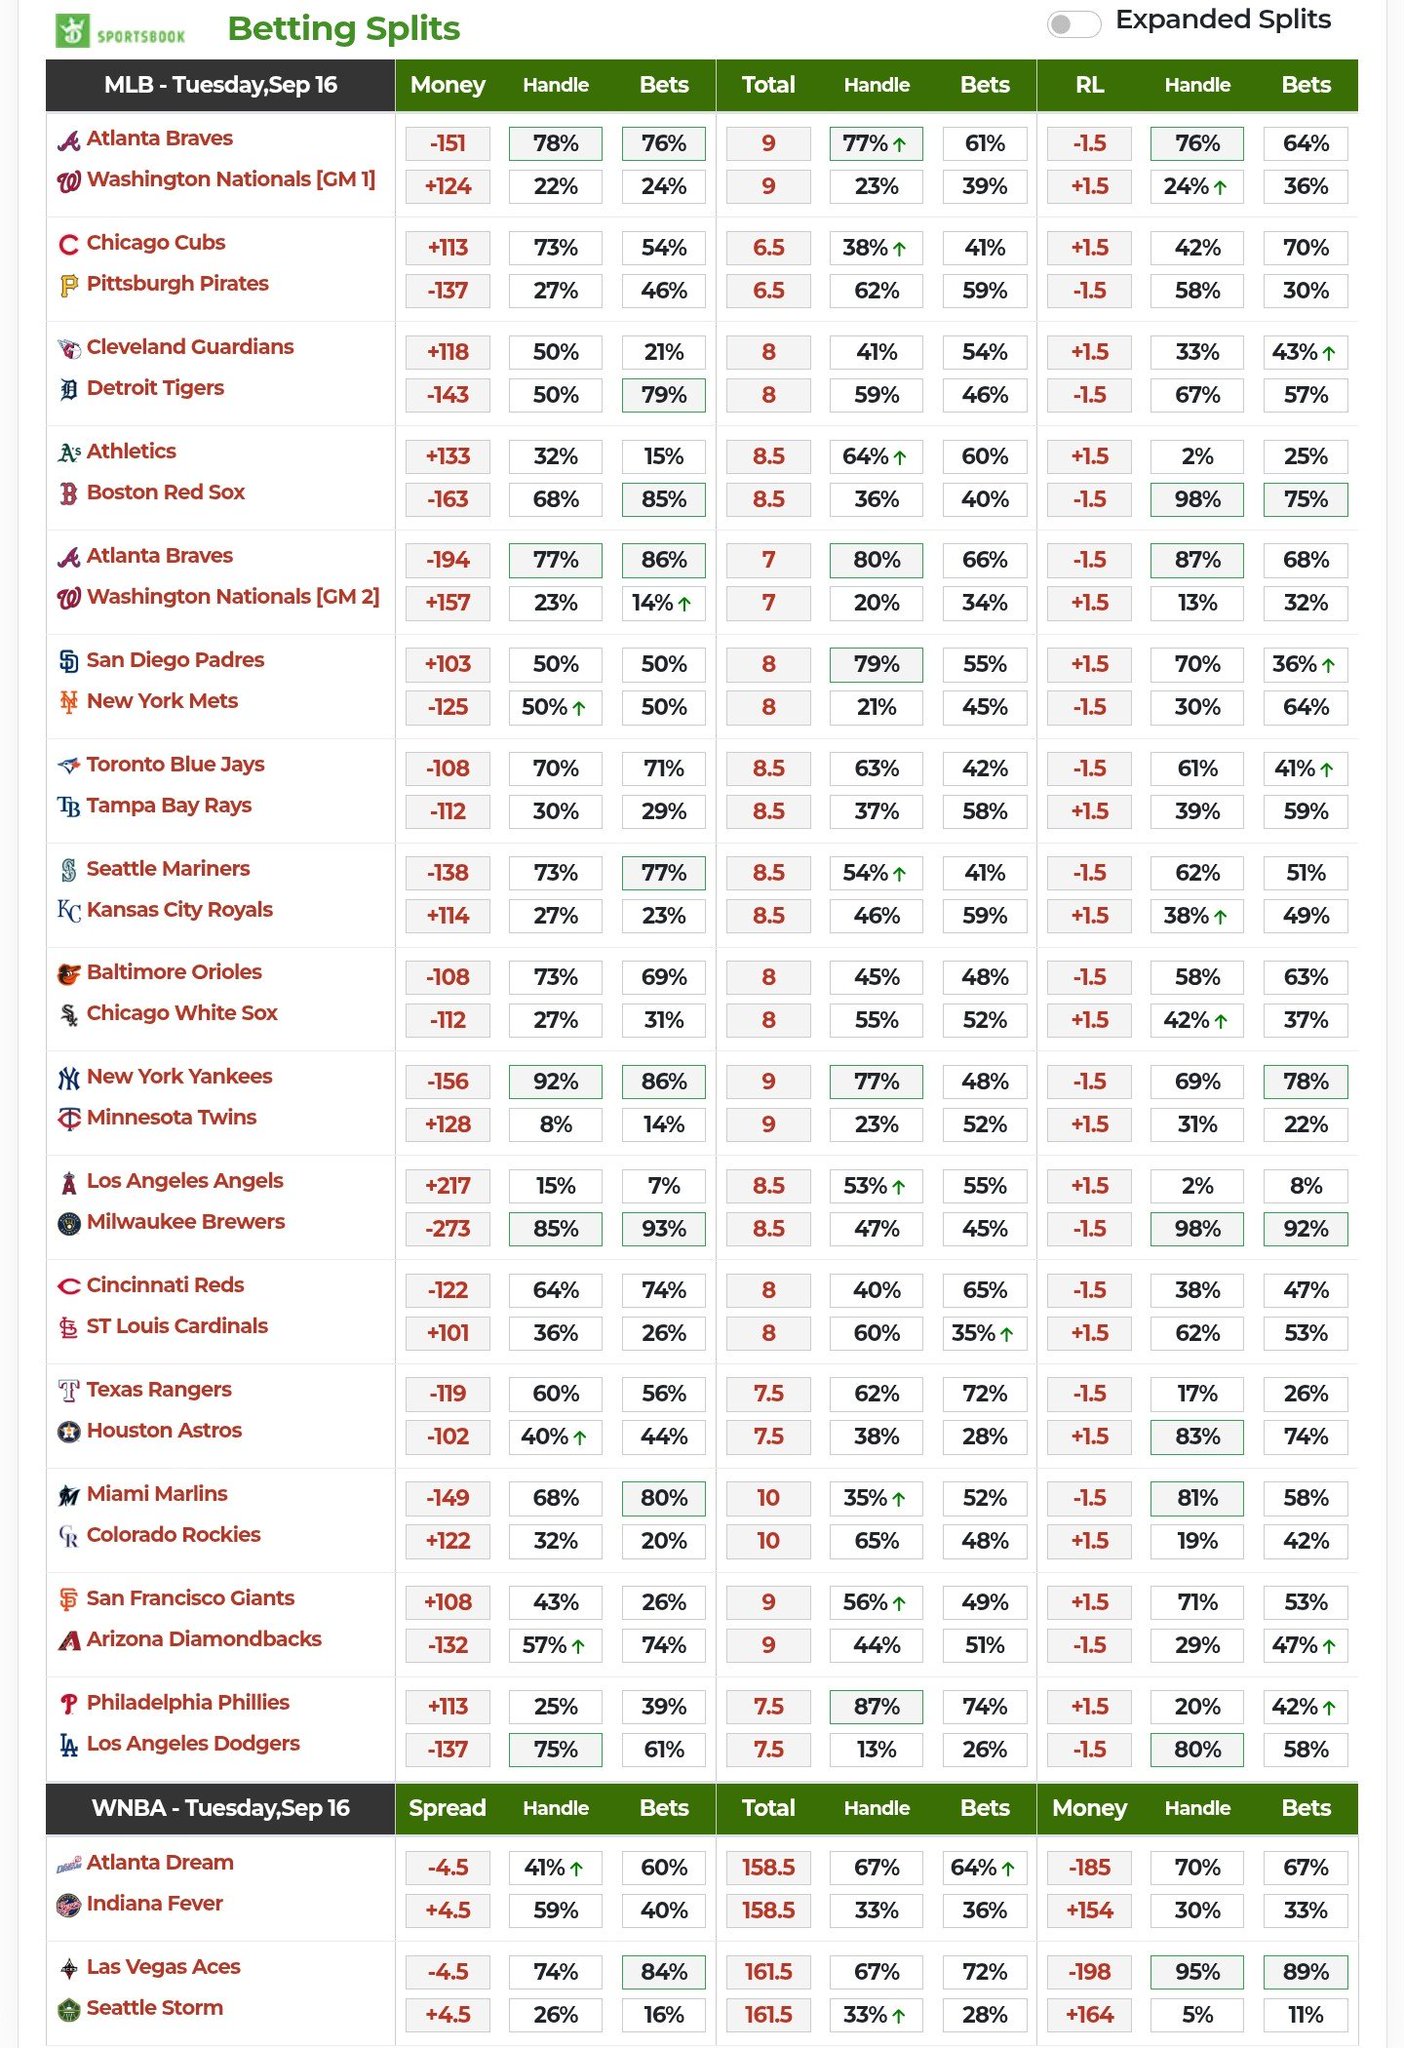 SPORTSBOOK Betting Splits Expanded Splits
MLB - Tuesday,Sep 16 Money Handle Bets Total Handle Bets RL Handle Bets
Atlanta Braves -151 78% 76% 9 77%↑ 61% -1.5 76% 64%
Washington Nationals [GM 1] +124 22% 24% 9 23% 39% +1.5 24%↑ 36%
Chicago Cubs +113 73% 54% 6.5 38%↑ 41% +1.5 42% 70%
Pittsburgh Pirates -137 27% 46% 6.5 62% 59% -1.5 58% 30%
Cleveland Guardians +118 50% 21% 8 41% 54% +1.5 33% 43%↑
Detroit Tigers -143 50% 79% 8 59% 46% -1.5 67% 57%
Athletics +133 32% 15% 8.5 64%↑ 60% +1.5 2% 25%
Boston Red Sox -163 68% 85% 8.5 36% 40% -1.5 98% 75%
Atlanta Braves -194 77% 86% 7 80% 66% -1.5 87% 68%
Washington Nationals [GM 2] +157 23% 14%↑ 7 20% 34% +1.5 13% 32%
San Diego Padres +103 50% 50% 8 79% 55% +1.5 70% 36%↑
New York Mets -125 50%↑ 50% 8 21% 45% -1.5 30% 64%
Toronto Blue Jays -108 70% 71% 8.5 63% 42% -1.5 61% 41%↑
Tampa Bay Rays -112 30% 29% 8.5 37% 58% +1.5 39% 59%
Seattle Mariners -138 73% 77% 8.5 54%↑ 41% -1.5 62% 51%
Kansas City Royals +114 27% 23% 8.5 46% 59% +1.5 38%↑ 49%
Baltimore Orioles -108 73% 69% 8 45% 48% -1.5 58% 63%
Chicago White Sox -112 27% 31% 8 55% 52% +1.5 42%↑ 37%
New York Yankees -156 92% 86% 9 77% 48% -1.5 69% 78%
Minnesota Twins +128 8% 14% 9 23% 52% +1.5 31% 22%
Los Angeles Angels +217 15% 7% 8.5 53%↑ 55% +1.5 2% 8%
Milwaukee Brewers -273 85% 93% 8.5 47% 45% -1.5 98% 92%
Cincinnati Reds -122 64% 74% 8 40% 65% -1.5 38% 47%
ST Louis Cardinals +101 36% 26% 8 60% 35%↑ +1.5 62% 53%
Texas Rangers -119 60% 56% 7.5 62% 72% -1.5 17% 26%
Houston Astros -102 40%↑ 44% 7.5 38% 28% +1.5 83% 74%
Miami Marlins -149 68% 80% 10 35%↑ 52% -1.5 81% 58%
Colorado Rockies +122 32% 20% 10 65% 48% +1.5 19% 42%
San Francisco Giants +108 43% 26% 9 56%↑ 49% +1.5 71% 53%
Arizona Diamondbacks -132 57%↑ 74% 9 44% 51% -1.5 29% 47%↑
Philadelphia Phillies +113 25% 39% 7.5 87% 74% +1.5 20% 42%↑
Los Angeles Dodgers -137 75% 61% 7.5 13% 26% -1.5 80% 58%
WNBA - Tuesday,Sep 16 Spread Handle Bets Total Handle Bets Money Handle Bets
Atlanta Dream -4.5 41%↑ 60% 158.5 67% 64%↑ -185 70% 67%
Indiana Fever +4.5 59% 40% 158.5 33% 36% +154 30% 33%
Las Vegas Aces -4.5 74% 84% 161.5 67% 72% -198 95% 89%
Seattle Storm +4.5 26% 16% 161.5 33%↑ 28% +164 5% 11%